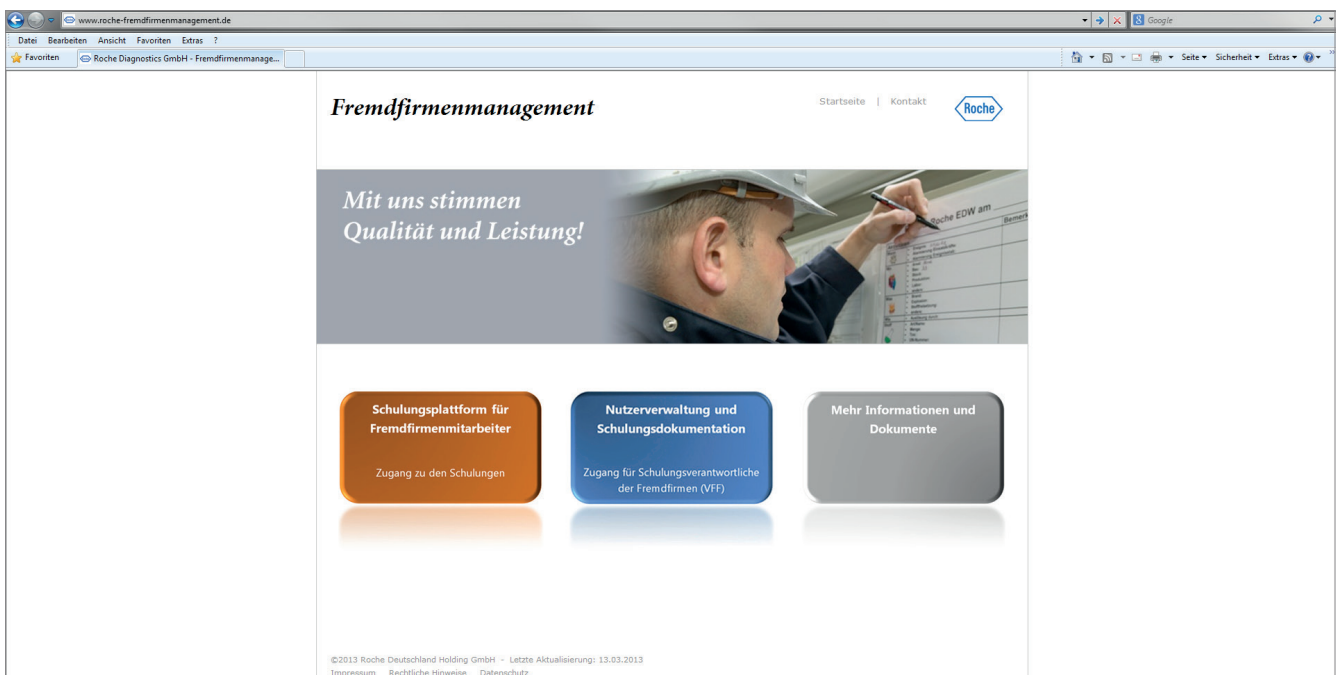 www.roche-fremdfirmenmanagement.de
Google
Datei Bearbeiten Ansicht Favoriten Extras ?
Favoriten
Roche Diagnostics GmbH - Fremdfirmenmanage...
Seite Sicherheit Extras
Fremdfirmenmanagement
Startseite | Kontakt
Roche
Mit uns stimmen
Qualität und Leistung!
Roche EDW am
Schulungsplattform für
Fremdfirmenmitarbeiter
Zugang zu den Schulungen
Nutzerverwaltung und
Schulungsdokumentation
Zugang für Schulungsverantwortliche
der Fremdfirmen (VFF)
Mehr Informationen und
Dokumente
©2013 Roche Deutschland Holding GmbH - Letzte Aktualisierung: 13.03.2013
Impressum Rechtliche Hinweise Datenschutz